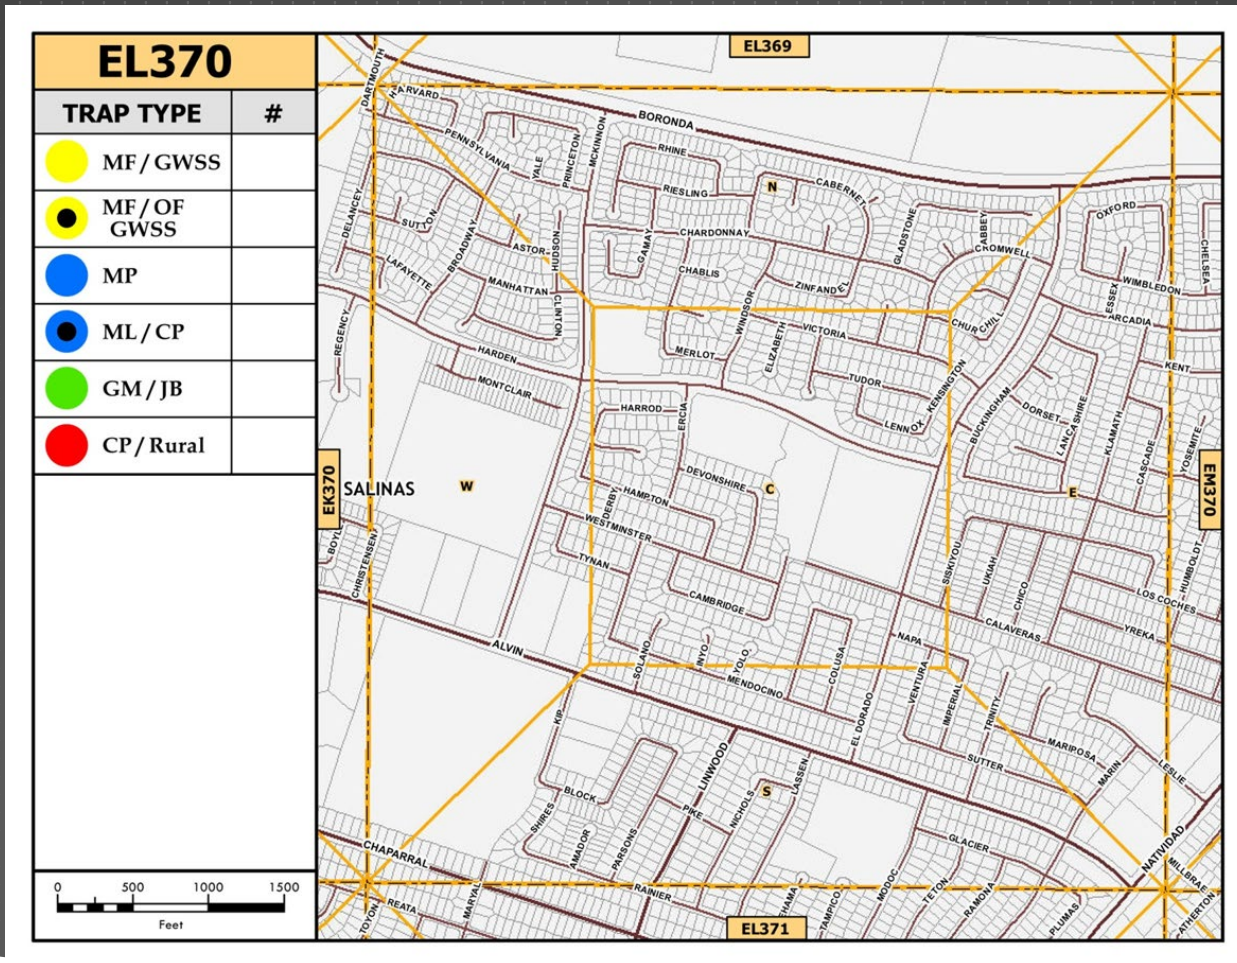 EL370
TRAP TYPE #
MF / GWSS
MF / OF
GWSS
MP
ML / CP
GM / JB
CP / Rural
0 500 1000 1500
Feet
EL369
EK370
EM370
EL371
SALINAS
N
W
C
E
S
DARTMOUTH
HARVARD
BORONDA
PENNSYLVANIA
YALE
PRINCETON
MCKINNON
RHINE
RIESLING
CABERNET
DELANCEY
SUTTON
BROADWAY
ASTOR
HUDSON
GAMAY
CHARDONNAY
GLADSTONE
ABBEY
OXFORD
CROMWELL
CHELSEA
LAFAYETTE
MANHATTAN
CLINTON
CHABLIS
ZINFANDEL
WIMBLEDON
ESSEX
ARCADIA
REGENCY
WINDSOR
ELIZABETH
VICTORIA
CHURCHILL
HARDEN
MERLOT
TUDOR
KENSINGTON
KENT
MONTCLAIR
HARROD
ERCIA
LENNOX
BUCKINGHAM
DORSET
LANCASHIRE
KLAMATH
CASCADE
YOSEMITE
DEVONSHIRE
HAMPTON
DERBY
WESTMINSTER
BOYL
CHRISTENSEN
TYNAN
CAMBRIDGE
SISKIYOU
UKIAH
CHICO
HUMBOLDT
LOS COCHES
CALAVERAS
YREKA
NAPA
ALVIN
SOLANO
INYO
YOLO
MENDOCINO
COLUSA
VENTURA
IMPERIAL
TRINITY
KIP
EL DORADO
MARIPOSA
SUTTER
MARIN
LESLIE
LINWOOD
LASSEN
BLOCK
SHIRES
PIKE
NICHOLS
AMADOR
PARSONS
GLACIER
NATIVIDAD
CHAPARRAL
MILLBRAE
RAINIER
MARVAL
REATA
TOYON
EHAMA
TAMPICO
MODOC
TETON
RAMONA
PLUMAS
ATHERTON